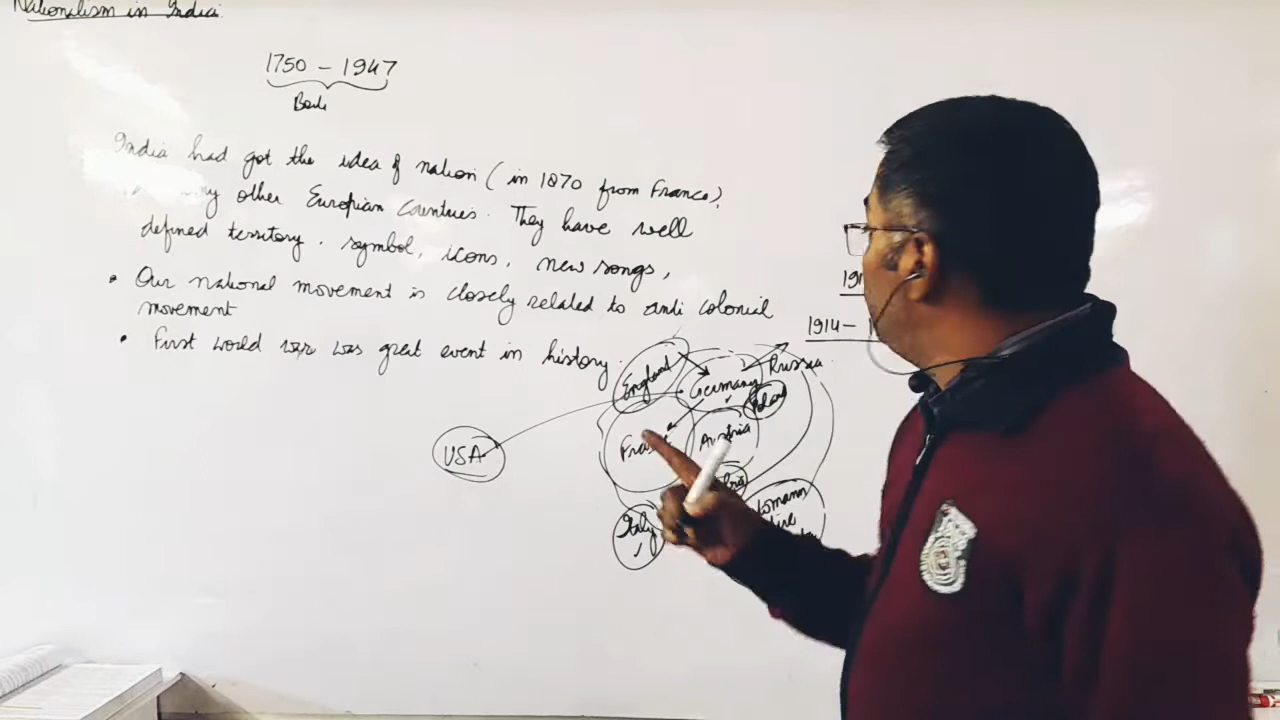 Nationalism in India
1750 - 1947
India had got the idea of nation (in 1870 from France),
other Europian Countries. They have well
defined territory, symbol, icons, new songs,
• Our national movement is closely related to anti colonial
movement
• First world war was great event in history.
1914 -
England
Germany
Russia
Poland
USA
France
Austria
Italy